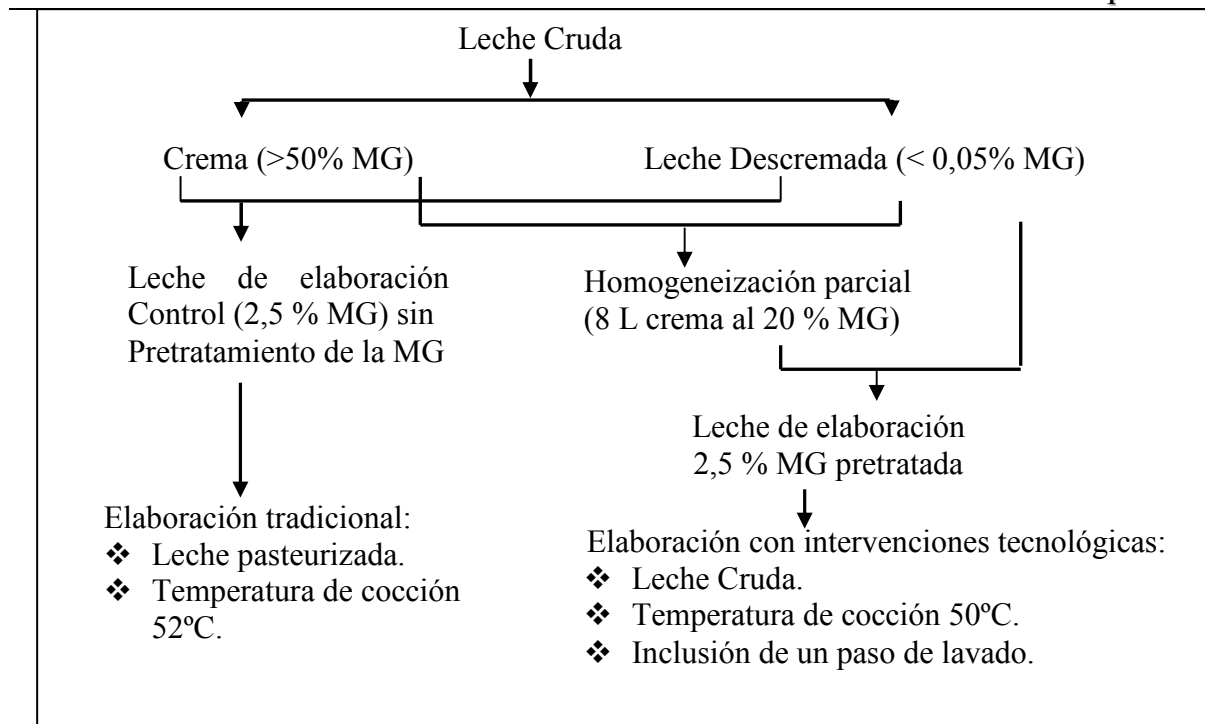 Leche Cruda
Crema (>50% MG)
Leche Descremada (< 0,05% MG)
Leche de elaboración
Control (2,5 % MG) sin
Pretratamiento de la MG
Homogeneización parcial
(8 L crema al 20 % MG)
Leche de elaboración
2,5 % MG pretratada
Elaboración tradicional:
❖ Leche pasteurizada.
❖ Temperatura de cocción
52ºC.
Elaboración con intervenciones tecnológicas:
❖ Leche Cruda.
❖ Temperatura de cocción 50ºC.
❖ Inclusión de un paso de lavado.